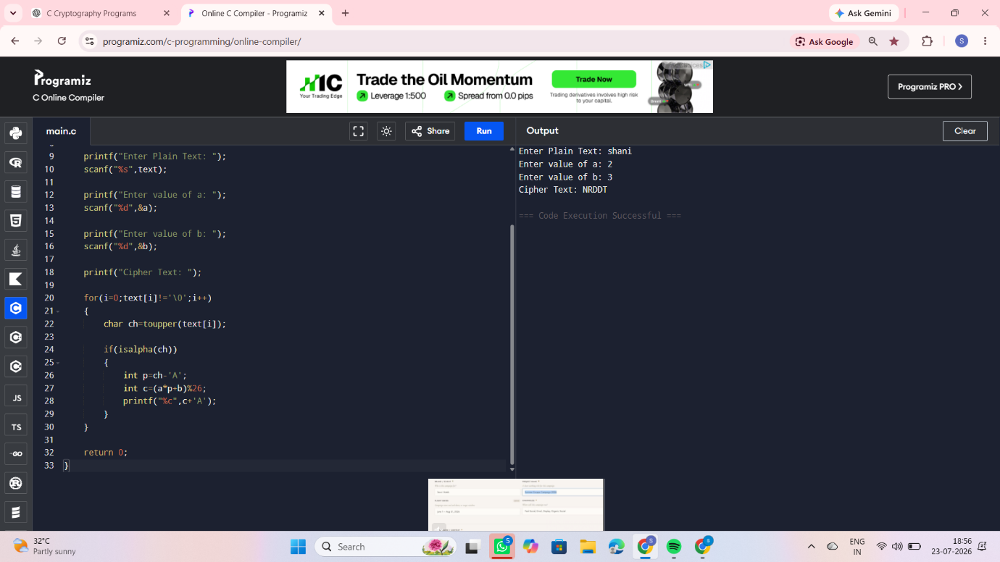 C Cryptography Programs
Online C Compiler - Programiz
Ask Gemini
programiz.com/c-programming/online-compiler/
Ask Google
S
Programiz
C Online Compiler
H1C
Your Trading Edge
Trade the Oil Momentum
Leverage 1:500
Spread from 0.0 pips
Trade Now
Trading derivatives involves high risk
to your capital.
Programiz PRO
main.c
Share
Run
Output
Clear
9 printf("Enter Plain Text: ");
10 scanf("%s",text);
11
12 printf("Enter value of a: ");
13 scanf("%d",&a);
14
15 printf("Enter value of b: ");
16 scanf("%d",&b);
17
18 printf("Cipher Text: ");
19
20 for(i=0;text[i]!='\0';i++)
21 {
22 char ch=toupper(text[i]);
23
24 if(isalpha(ch))
25 {
26 int p=ch-'A';
27 int c=(a*p+b)%26;
28 printf("%c",c+'A');
29 }
30 }
31
32 return 0;
33 }
Enter Plain Text: shani
Enter value of a: 2
Enter value of b: 3
Cipher Text: NRDDT
=== Code Execution Successful ===
JS
TS
GO
32°C
Partly sunny
Search
5
S
S
ENG
IN
18:56
23-07-2026